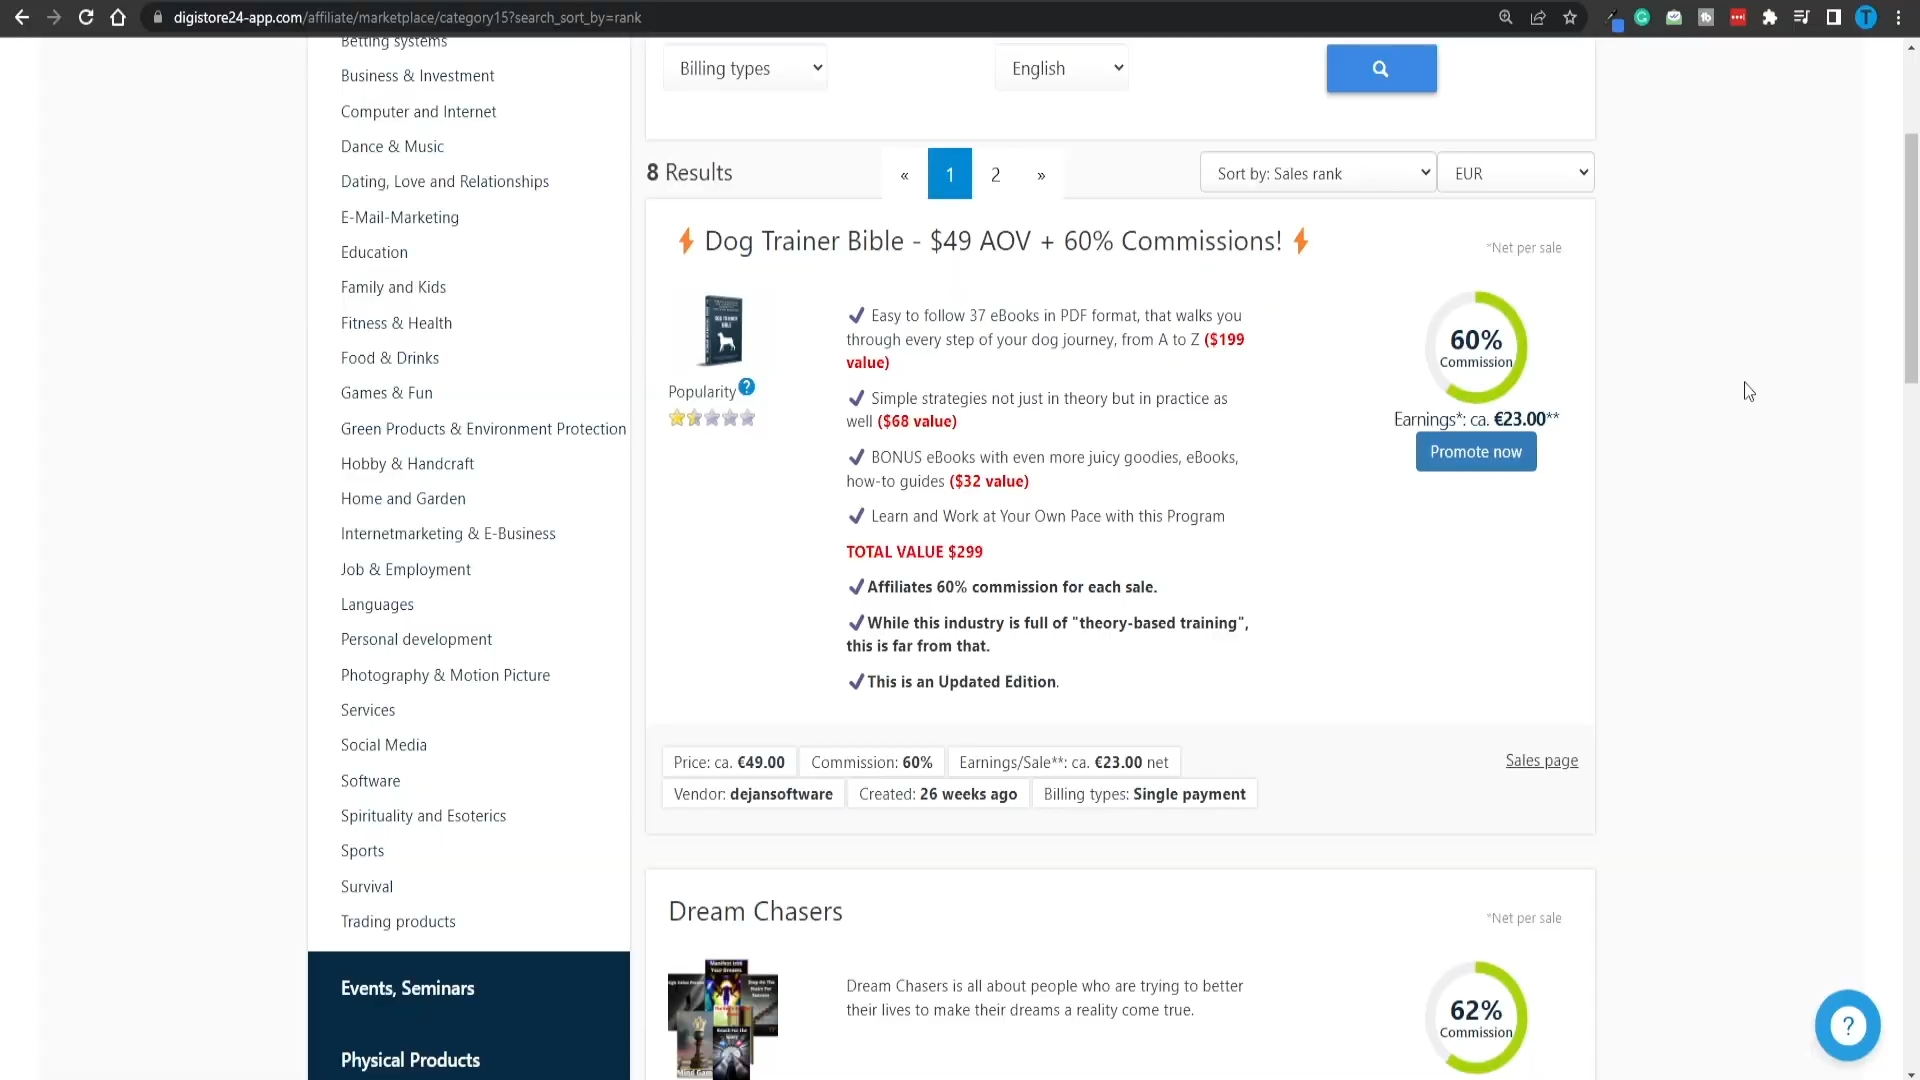 digistore24-app.com/affiliate/marketplace/category15?search_sort_by=rank
T
Betting systems
Business & Investment
Computer and Internet
Dance & Music
Dating, Love and Relationships
E-Mail-Marketing
Education
Family and Kids
Fitness & Health
Food & Drinks
Games & Fun
Green Products & Environment Protection
Hobby & Handcraft
Home and Garden
Internetmarketing & E-Business
Job & Employment
Languages
Personal development
Photography & Motion Picture
Services
Social Media
Software
Spirituality and Esoterics
Sports
Survival
Trading products
Events, Seminars
Physical Products
Billing types
English
8 Results
« 1 2 »
Sort by: Sales rank
EUR
Dog Trainer Bible - $49 AOV + 60% Commissions!
*Net per sale
DOG TRAINER
BIBLE
Popularity ?
✔ Easy to follow 37 eBooks in PDF format, that walks you
through every step of your dog journey, from A to Z ($199
value)
✔ Simple strategies not just in theory but in practice as
well ($68 value)
✔ BONUS eBooks with even more juicy goodies, eBooks,
how-to guides ($32 value)
✔ Learn and Work at Your Own Pace with this Program
TOTAL VALUE $299
✔Affiliates 60% commission for each sale.
✔While this industry is full of "theory-based training",
this is far from that.
✔This is an Updated Edition.
60%
Commission
Earnings*: ca. €23.00**
Promote now
Price: ca. €49.00
Commission: 60%
Earnings/Sale**: ca. €23.00 net
Sales page
Vendor: dejansoftware
Created: 26 weeks ago
Billing types: Single payment
Dream Chasers
*Net per sale
Dream Chasers is all about people who are trying to better
their lives to make their dreams a reality come true.
62%
Commission
?